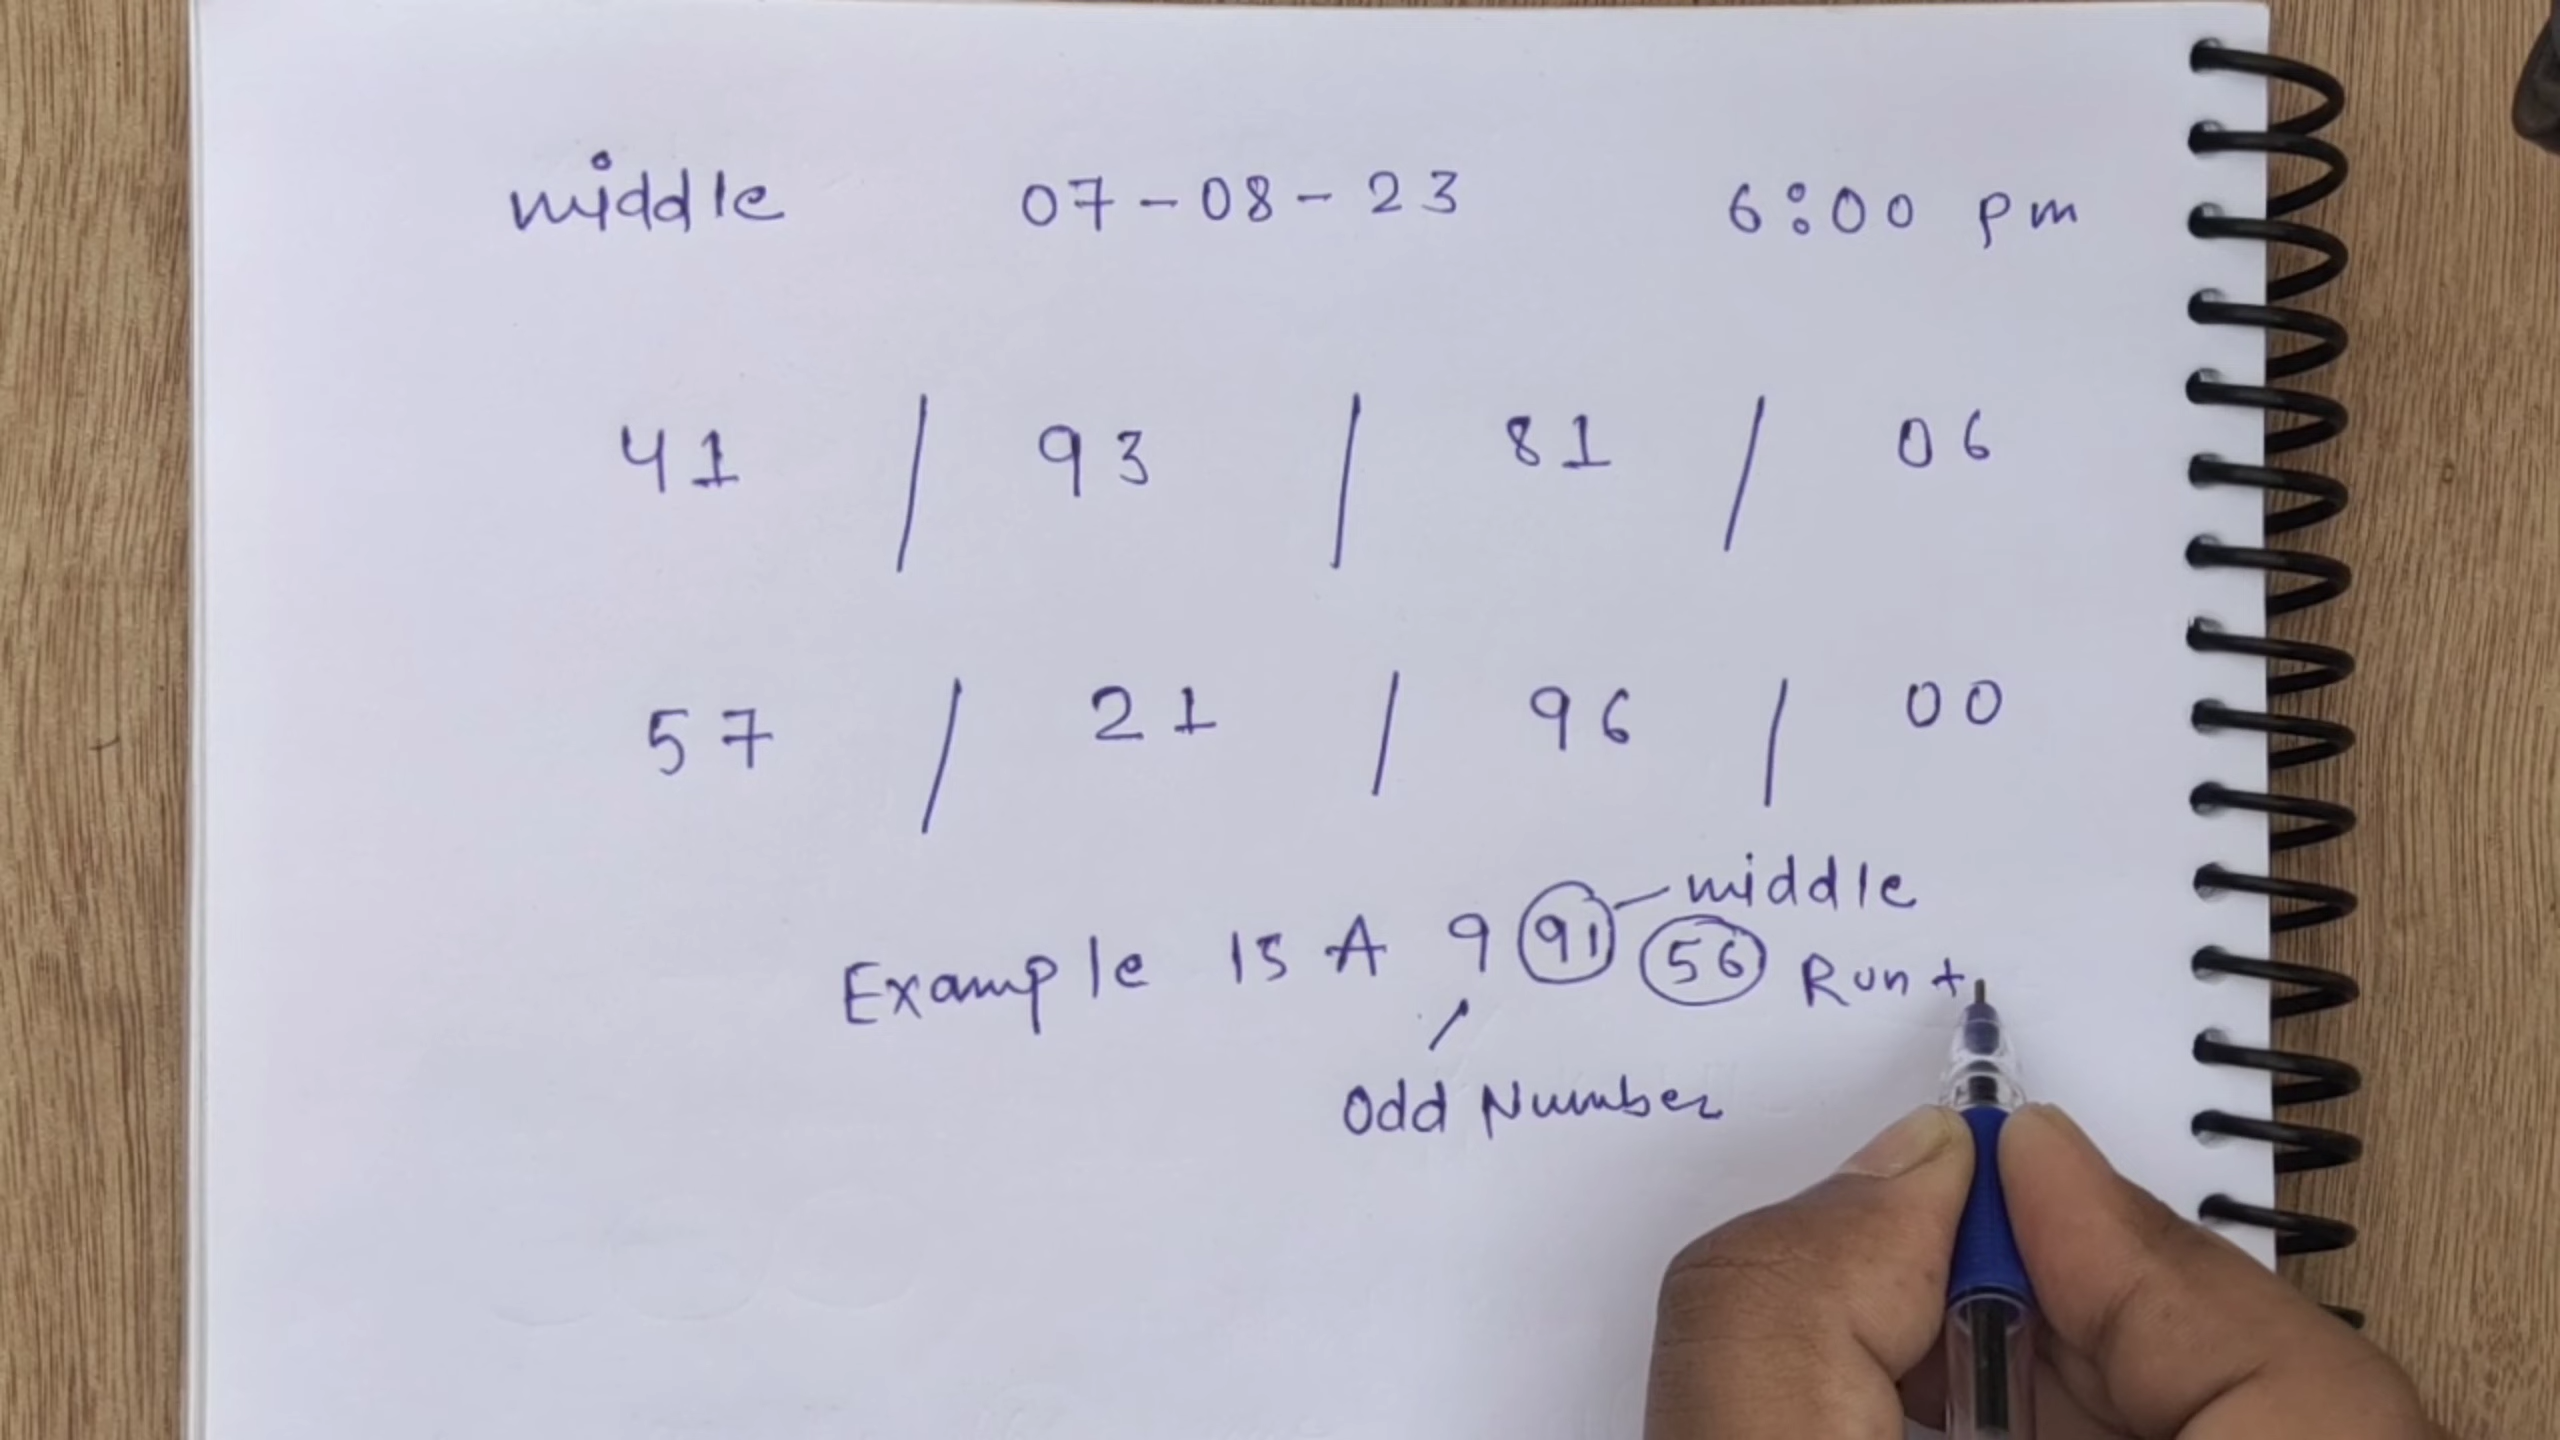 middle 07-08-23 6:00 pm
41 / 93 / 81 / 06
57 / 21 / 96 / 00
middle
Example IS A 9 91 56 Run +
Odd Number